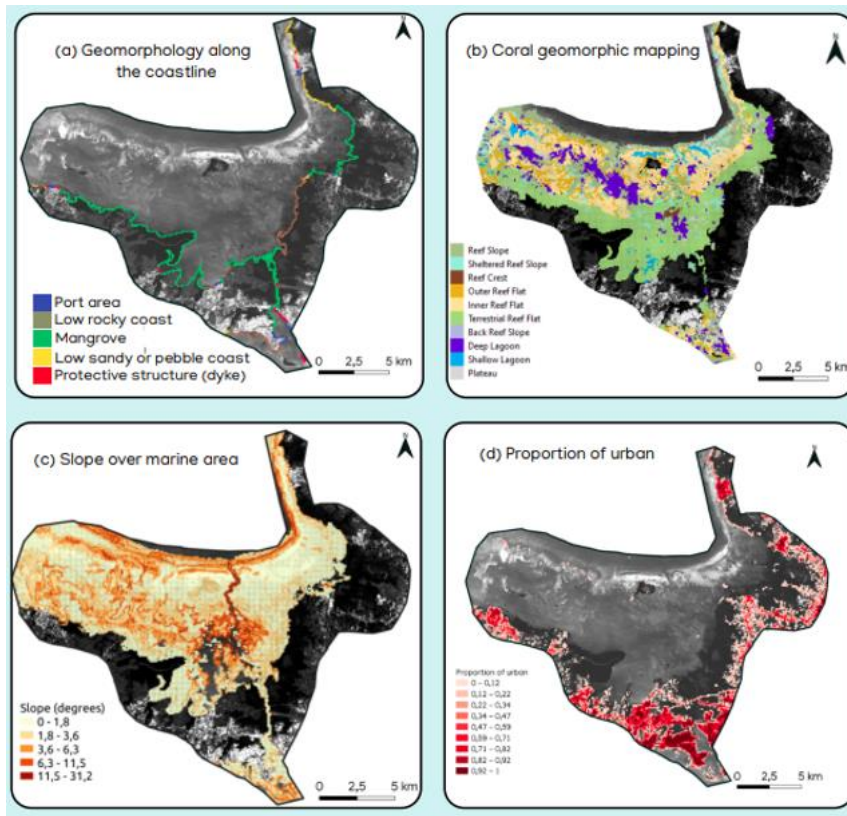 (a) Geomorphology along
the coastline
N
Port area
Low rocky coast
Mangrove
Low sandy or pebble coast
Protective structure (dyke)
0 2,5 5 km
(b) Coral geomorphic mapping
N
Reef Slope
Sheltered Reef Slope
Reef Crest
Outer Reef Flat
Inner Reef Flat
Terrestrial Reef Flat
Back Reef Slope
Deep Lagoon
Shallow Lagoon
Plateau
0 2,5 5 km
(c) Slope over marine area
N
Slope (degrees)
0 - 1,8
1,8 - 3,6
3,6 - 6,3
6,3 - 11,5
11,5 - 31,2
0 2,5 5 km
(d) Proportion of urban
N
Proportion of urban
0 - 0,12
0,12 - 0,22
0,22 - 0,34
0,34 - 0,47
0,47 - 0,59
0,59 - 0,71
0,71 - 0,82
0,82 - 0,92
0,92 - 1
0 2,5 5 km